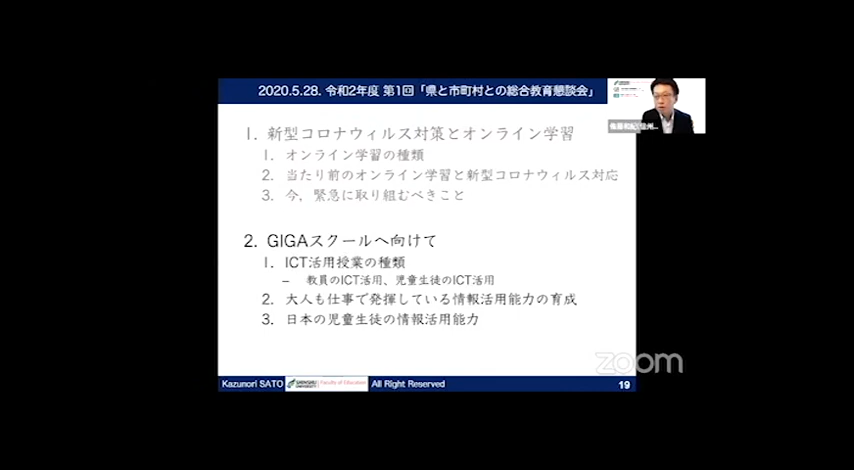 2020.5.28. 令和2年度 第1回「県と市町村との総合教育懇談会」
1. 新型コロナウィルス対策とオンライン学習
1. オンライン学習の種類
2. 当たり前のオンライン学習と新型コロナウィルス対応
3. 今，緊急に取り組むべきこと
2. GIGAスクールへ向けて
1. ICT活用授業の種類
– 教員のICT活用、児童生徒のICT活用
2. 大人も仕事で発揮している情報活用能力の育成
3. 日本の児童生徒の情報活用能力
zoom
Kazumori SATO SHINSHU UNIVERSITY Faculty of Education All Right Reserved 19